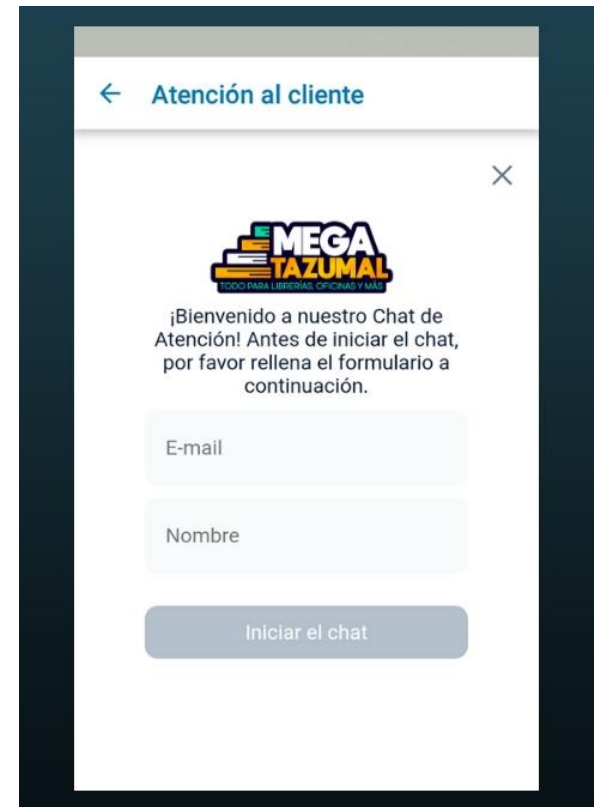 Atención al cliente
MEGA
TAZUMAL
TODO PARA LIBRERÍAS, OFICINAS Y MÁS
¡Bienvenido a nuestro Chat de
Atención! Antes de iniciar el chat,
por favor rellena el formulario a
continuación.
E-mail
Nombre
Iniciar el chat